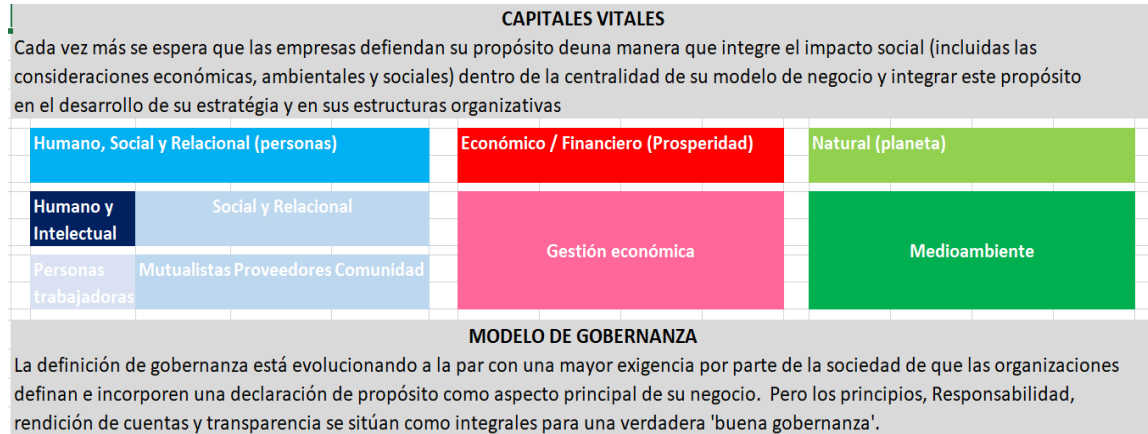 CAPITALES VITALES
Cada vez más se espera que las empresas defiendan su propósito deuna manera que integre el impacto social (incluidas las
consideraciones económicas, ambientales y sociales) dentro de la centralidad de su modelo de negocio y integrar este propósito
en el desarrollo de su estratégia y en sus estructuras organizativas
Humano, Social y Relacional (personas)
Económico / Financiero (Prosperidad)
Natural (planeta)
Humano y
Intelectual
Social y Relacional
Personas
trabajadoras
Mutualistas Proveedores Comunidad
Gestión económica
Medioambiente
MODELO DE GOBERNANZA
La definición de gobernanza está evolucionando a la par con una mayor exigencia por parte de la sociedad de que las organizaciones
definan e incorporen una declaración de propósito como aspecto principal de su negocio. Pero los principios, Responsabilidad,
rendición de cuentas y transparencia se sitúan como integrales para una verdadera 'buena gobernanza'.